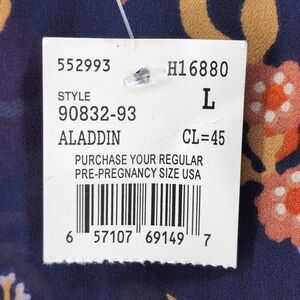 552993 H16880
STYLE L
90832-93
ALADDIN CL=45
PURCHASE YOUR REGULAR
PRE-PREGNANCY SIZE USA
6 57107 69149 7